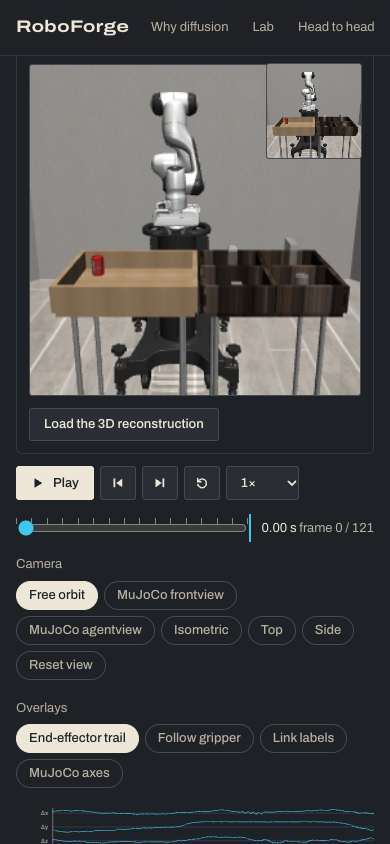 RoboForge Why diffusion Lab Head to head
Load the 3D reconstruction
Play 1× 
0.00 s frame 0 / 121
Camera
Free orbit MuJoCo frontview
MuJoCo agentview Isometric Top Side
Reset view
Overlays
End-effector trail Follow gripper Link labels
MuJoCo axes
Δx
Δy